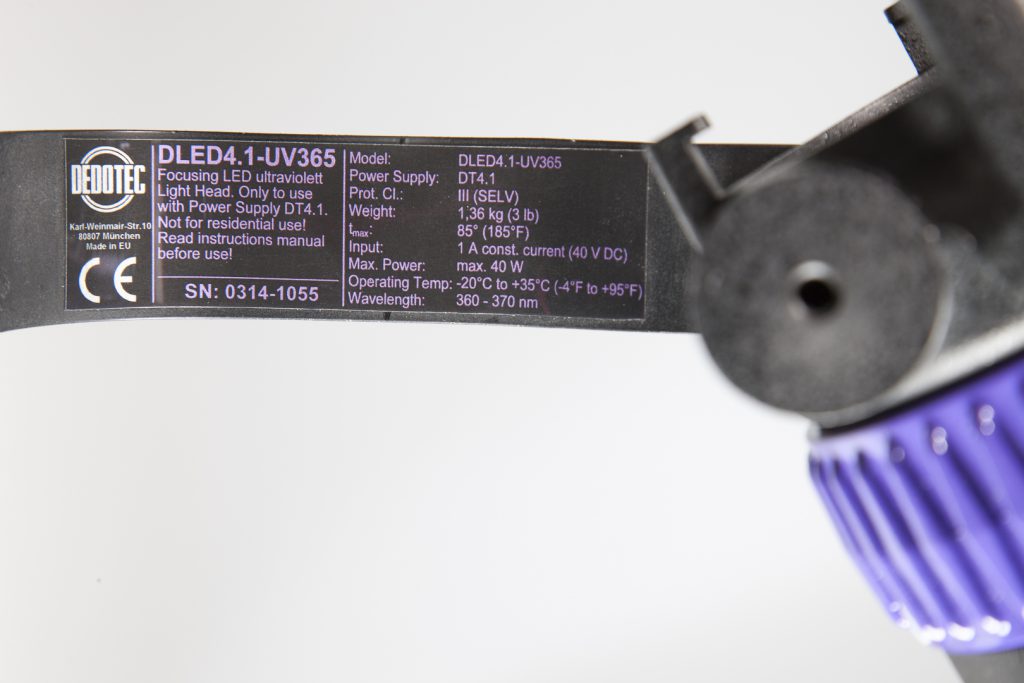 DEDOTEC
Karl-Weinmair-Str.10
80807 München
Made in EU
CE
DLED4.1-UV365
Focusing LED ultraviolett
Light Head. Only to use
with Power Supply DT4.1.
Not for residential use!
Read instructions manual
before use!
SN: 0314-1055
Model: DLED4.1-UV365
Power Supply: DT4.1
Prot. Cl.: III (SELV)
Weight: 1,36 kg (3 lb)
tmax: 85° (185°F)
Input: 1 A const. current (40 V DC)
Max. Power: max. 40 W
Operating Temp: -20°C to +35°C (-4°F to +95°F)
Wavelength: 360 - 370 nm